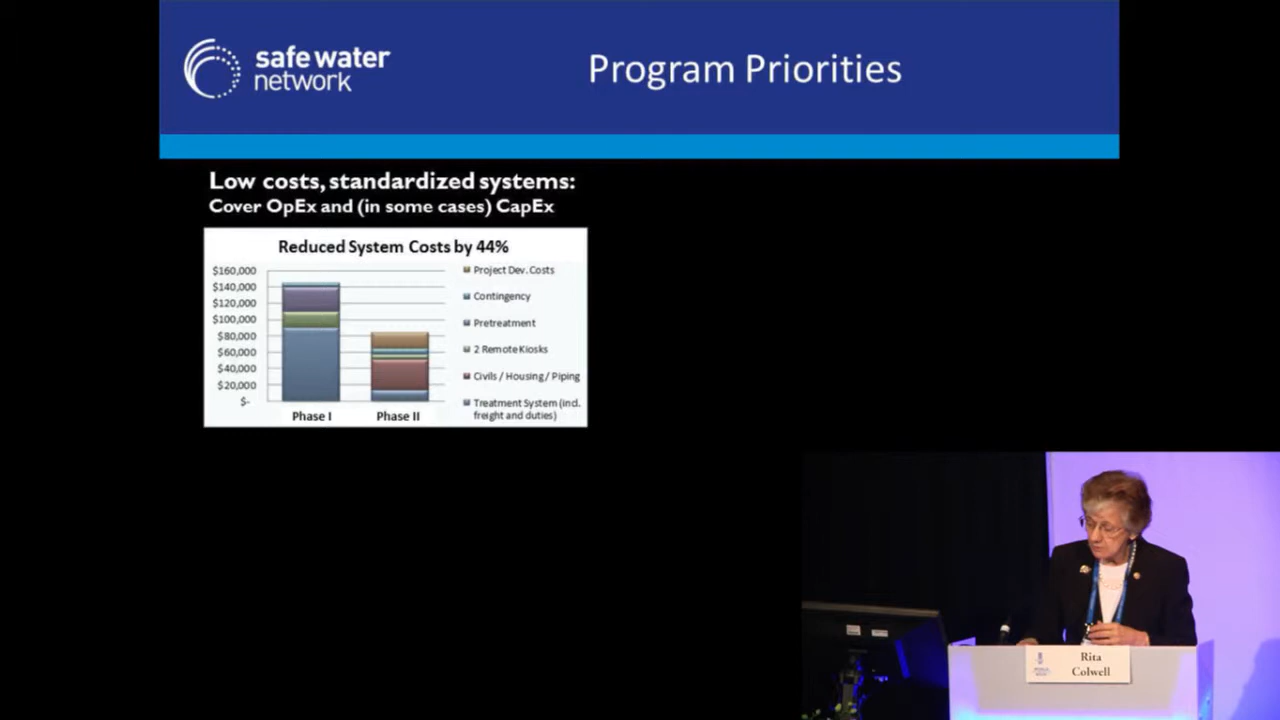 safe water
network
Program Priorities
Low costs, standardized systems:
Cover OpEx and (in some cases) CapEx
Reduced System Costs by 44%
$160,000
$140,000
$120,000
$100,000
$80,000
$60,000
$40,000
$20,000
$-
Phase I
Phase II
Project Dev. Costs
Contingency
Pretreatment
2 Remote Kiosks
Civils / Housing / Piping
Treatment System (incl.
freight and duties)
Rita
Colwell